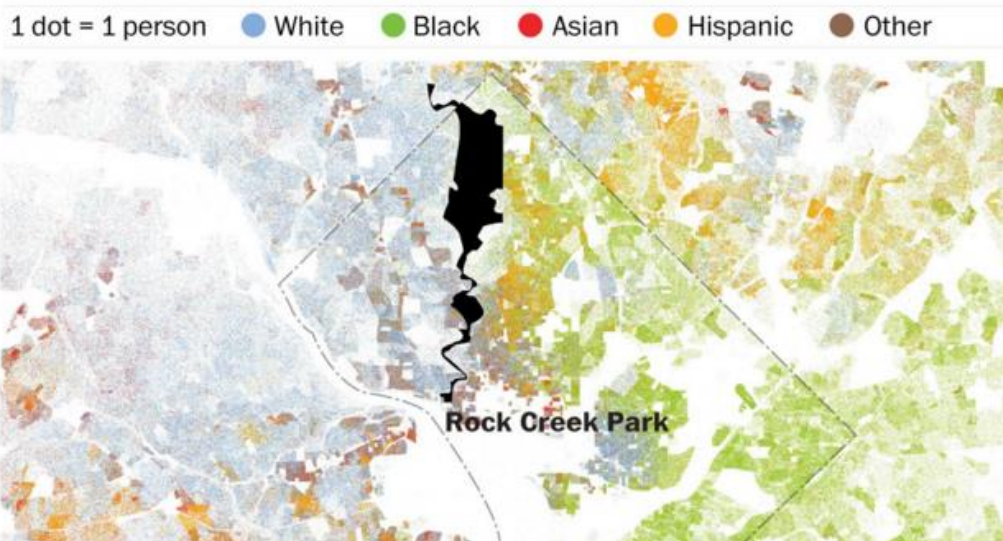 1 dot = 1 person White Black Asian Hispanic Other
Rock Creek Park